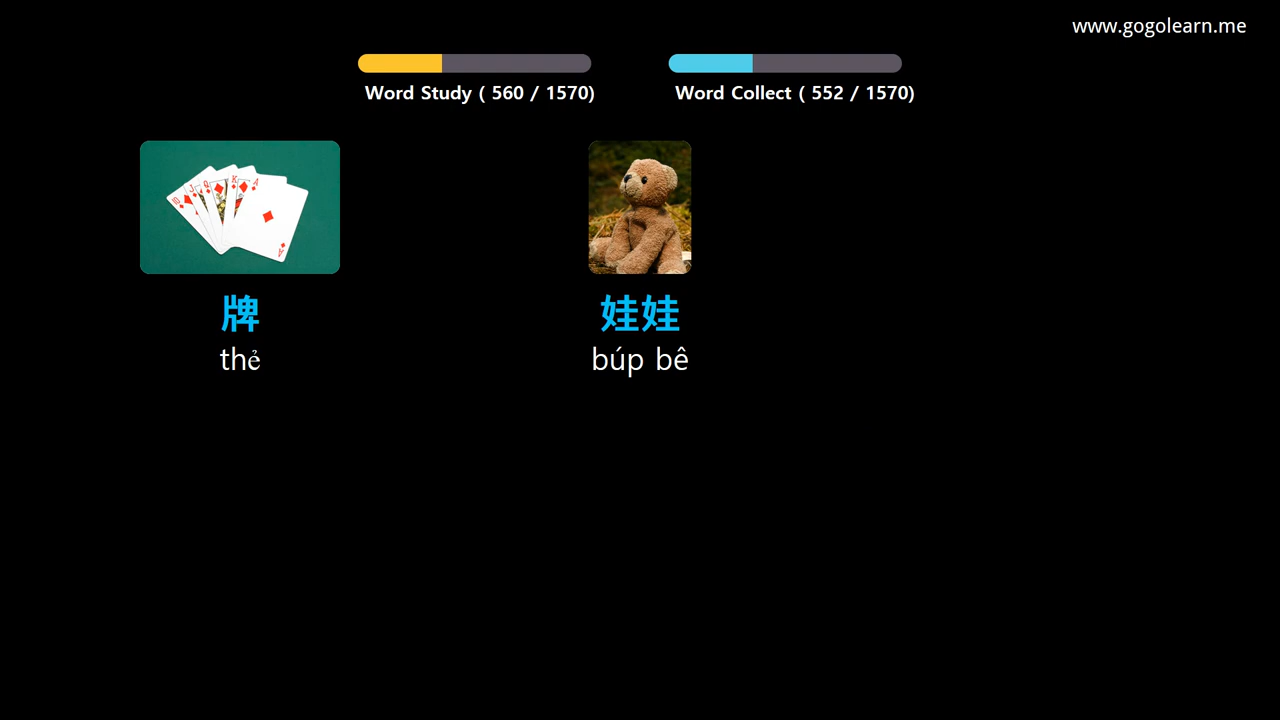 www.gogolearn.me
Word Study ( 560 / 1570)
Word Collect ( 552 / 1570)
牌
thẻ
娃娃
búp bê